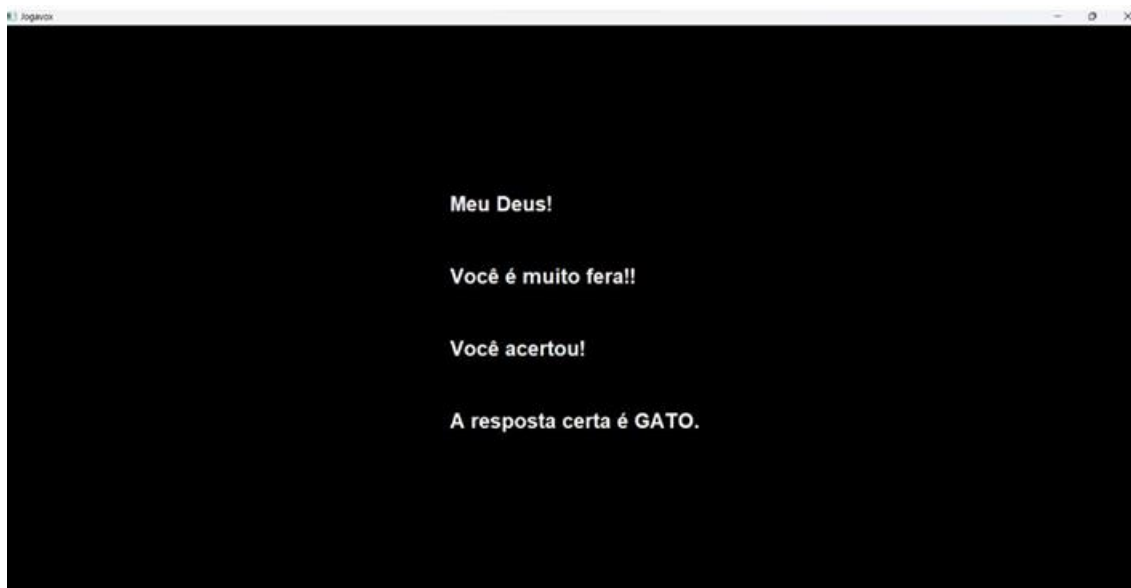 Jogavox
Meu Deus!
Você é muito fera!!
Você acertou!
A resposta certa é GATO.